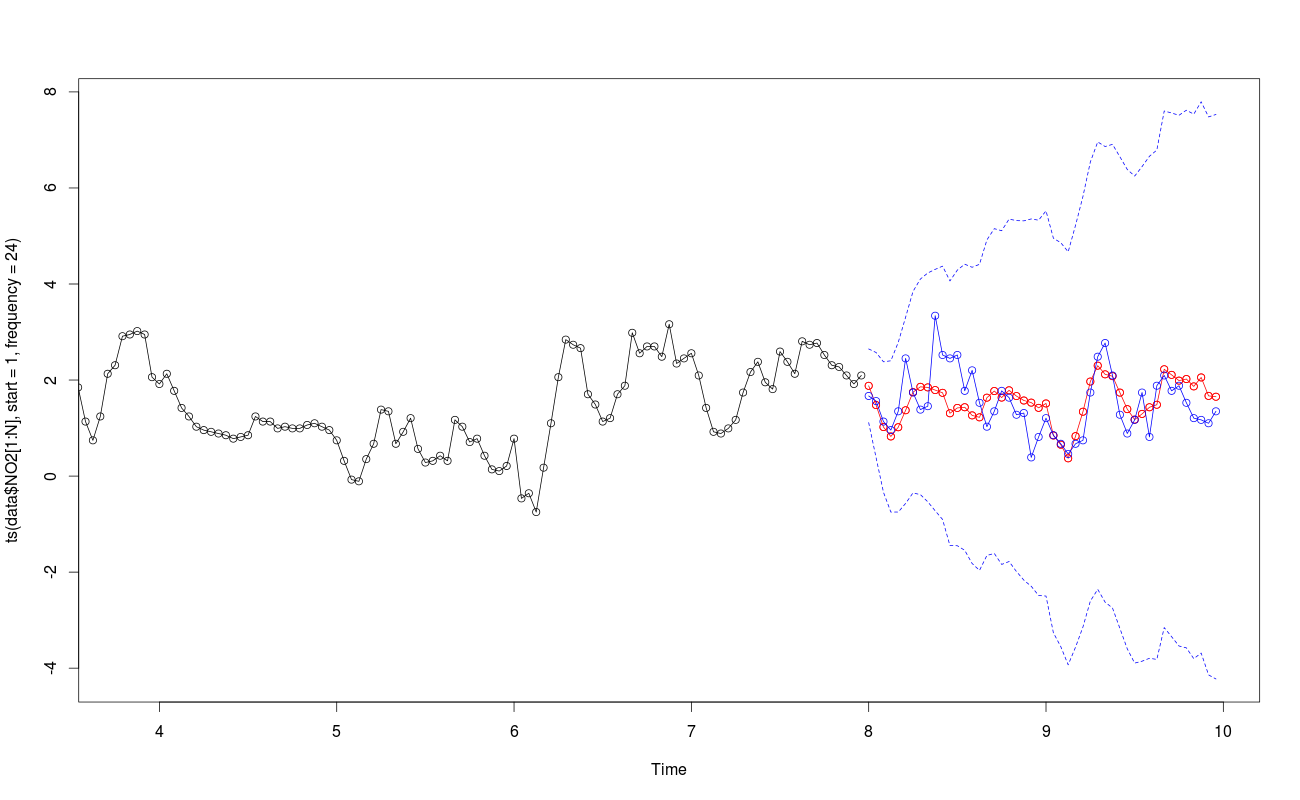 8
6
4
2
0
-2
-4
ts(data$NO2[1:N], start = 1, frequency = 24)
4 5 6 7 8 9 10
Time